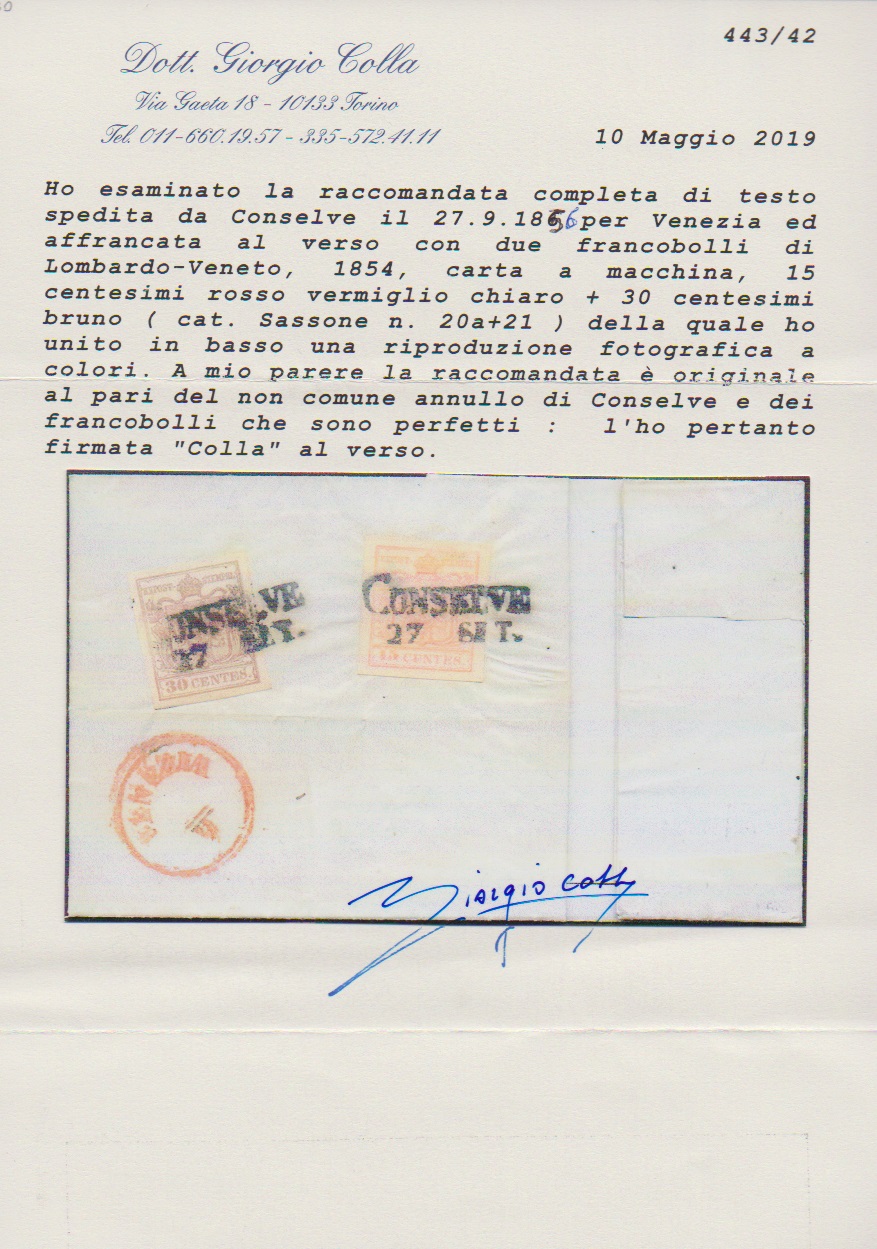 443/42
Dott. Giorgio Colla
Via Gaeta 18 - 10133 Torino
Tel. 011-660.19.57 - 335-572.41.11
10 Maggio 2019
Ho esaminato la raccomandata completa di testo
spedita da Conselve il 27.9.1856 per Venezia ed
affrancata al verso con due francobolli di
Lombardo-Veneto, 1854, carta a macchina, 15
centesimi rosso vermiglio chiaro + 30 centesimi
bruno ( cat. Sassone n. 20a+21 ) della quale ho
unito in basso una riproduzione fotografica a
colori. A mio parere la raccomandata è originale
al pari del non comune annullo di Conselve e dei
francobolli che sono perfetti : l'ho pertanto
firmata "Colla" al verso.
CONSELVE
27 SET.
30 CENTES.
CONSELVE
27 SET.
15 CENTES.
VENEZIA
Giorgio Colla